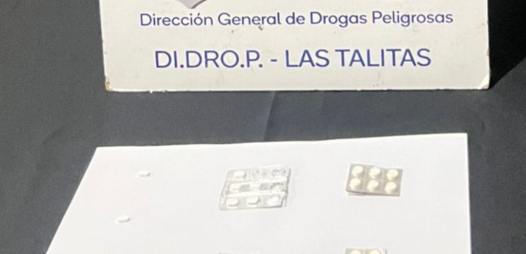 Dirección General de Drogas Peligrosas
DI.DRO.P. - LAS TALITAS